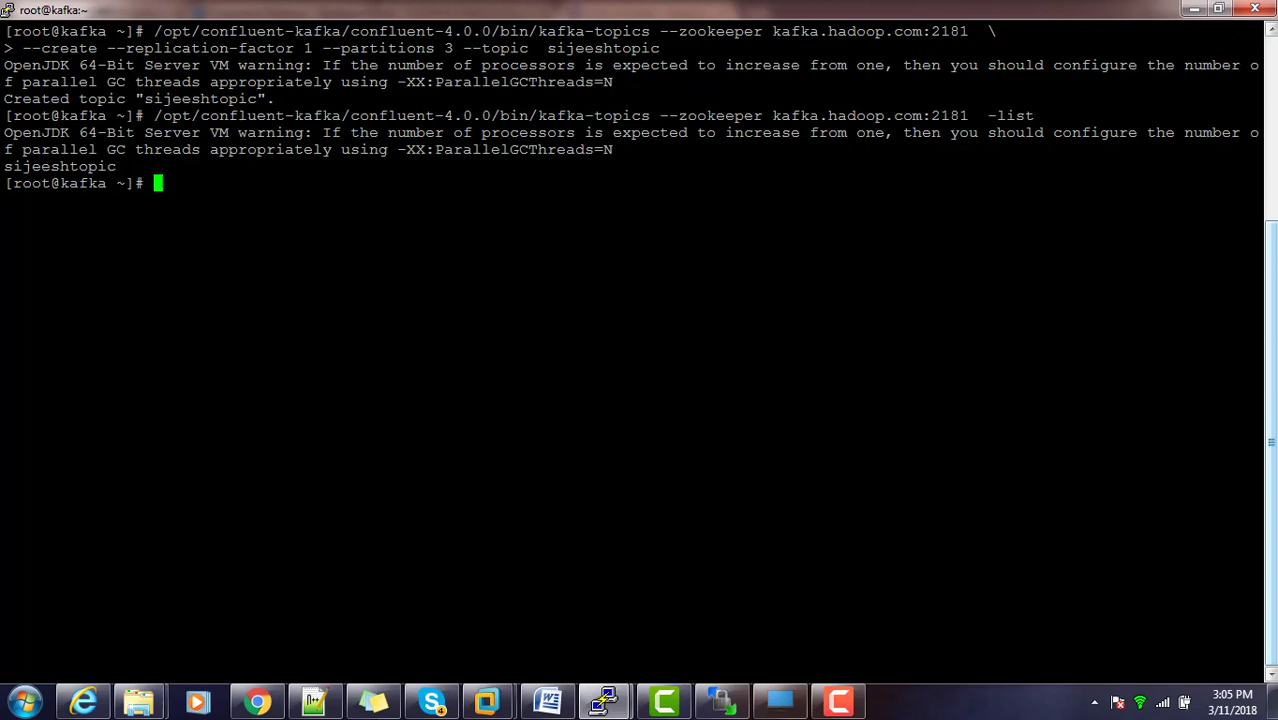 root@kafka:~
[root@kafka ~]# /opt/confluent-kafka/confluent-4.0.0/bin/kafka-topics --zookeeper kafka.hadoop.com:2181  \
> --create --replication-factor 1 --partitions 3 --topic  sijeeshtopic
OpenJDK 64-Bit Server VM warning: If the number of processors is expected to increase from one, then you should configure the number o
f parallel GC threads appropriately using -XX:ParallelGCThreads=N
Created topic "sijeeshtopic".
[root@kafka ~]# /opt/confluent-kafka/confluent-4.0.0/bin/kafka-topics --zookeeper kafka.hadoop.com:2181  -list
OpenJDK 64-Bit Server VM warning: If the number of processors is expected to increase from one, then you should configure the number o
f parallel GC threads appropriately using -XX:ParallelGCThreads=N
sijeeshtopic
[root@kafka ~]#
3:05 PM
3/11/2018